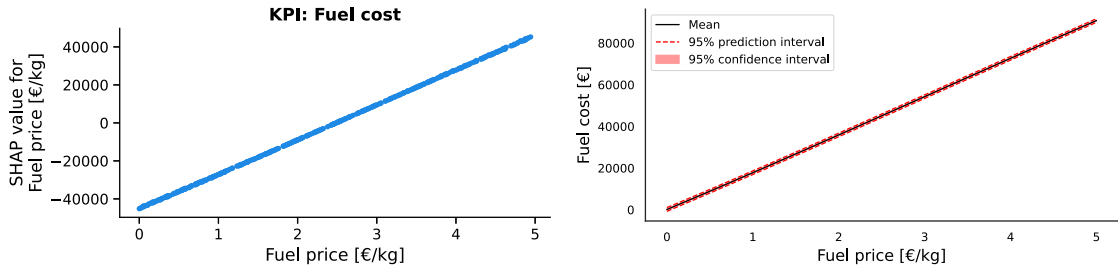 KPI: Fuel cost
SHAP value for
Fuel price [€/kg]
40000
20000
0
−20000
−40000
0 1 2 3 4 5
Fuel price [€/kg]
Mean
95% prediction interval
95% confidence interval
Fuel cost [€]
80000
60000
40000
20000
0
0 1 2 3 4 5
Fuel price [€/kg]